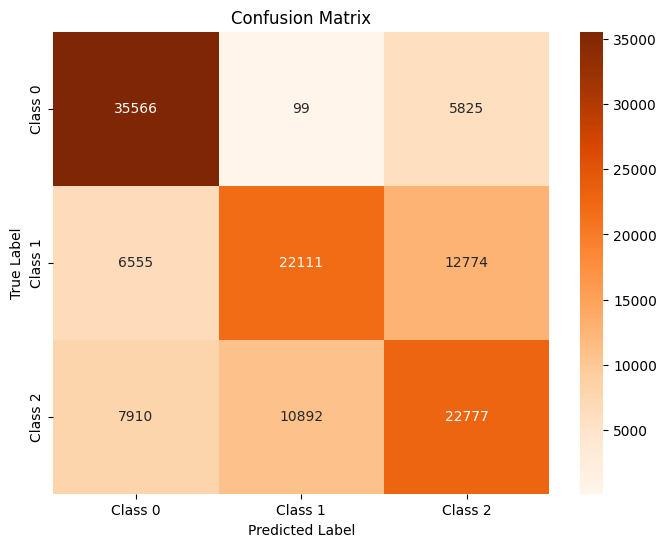 Confusion Matrix
True Label
Class 0
35566 99 5825
Class 1
6555 22111 12774
Class 2
7910 10892 22777
Class 0 Class 1 Class 2
Predicted Label
35000
30000
25000
20000
15000
10000
5000